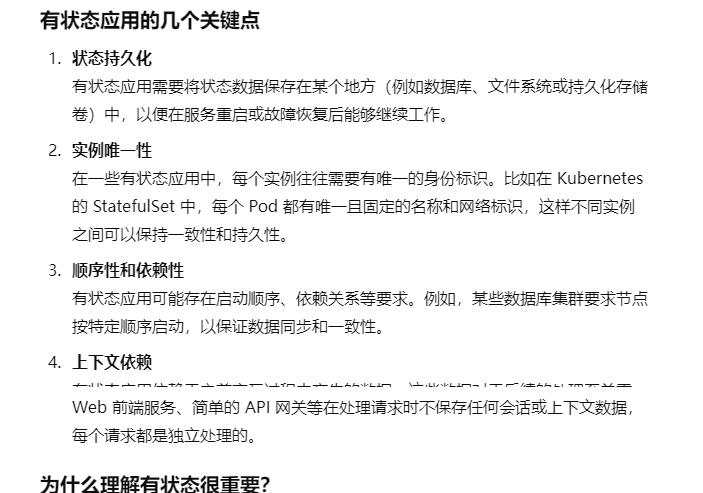 有状态应用的几个关键点
1. 状态持久化
有状态应用需要将状态数据保存在某个地方（例如数据库、文件系统或持久化存储
卷）中，以便在服务重启或故障恢复后能够继续工作。
2. 实例唯一性
在一些有状态应用中，每个实例往往需要有唯一的身份标识。比如在 Kubernetes
的 StatefulSet 中，每个 Pod 都有唯一且固定的名称和网络标识，这样不同实例
之间可以保持一致性和持久性。
3. 顺序性和依赖性
有状态应用可能存在启动顺序、依赖关系等要求。例如，某些数据库集群要求节点
按特定顺序启动，以保证数据同步和一致性。
4. 上下文依赖
Web 前端服务、简单的 API 网关等在处理请求时不保存任何会话或上下文数据，
每个请求都是独立处理的。
为什么理解有状态很重要？